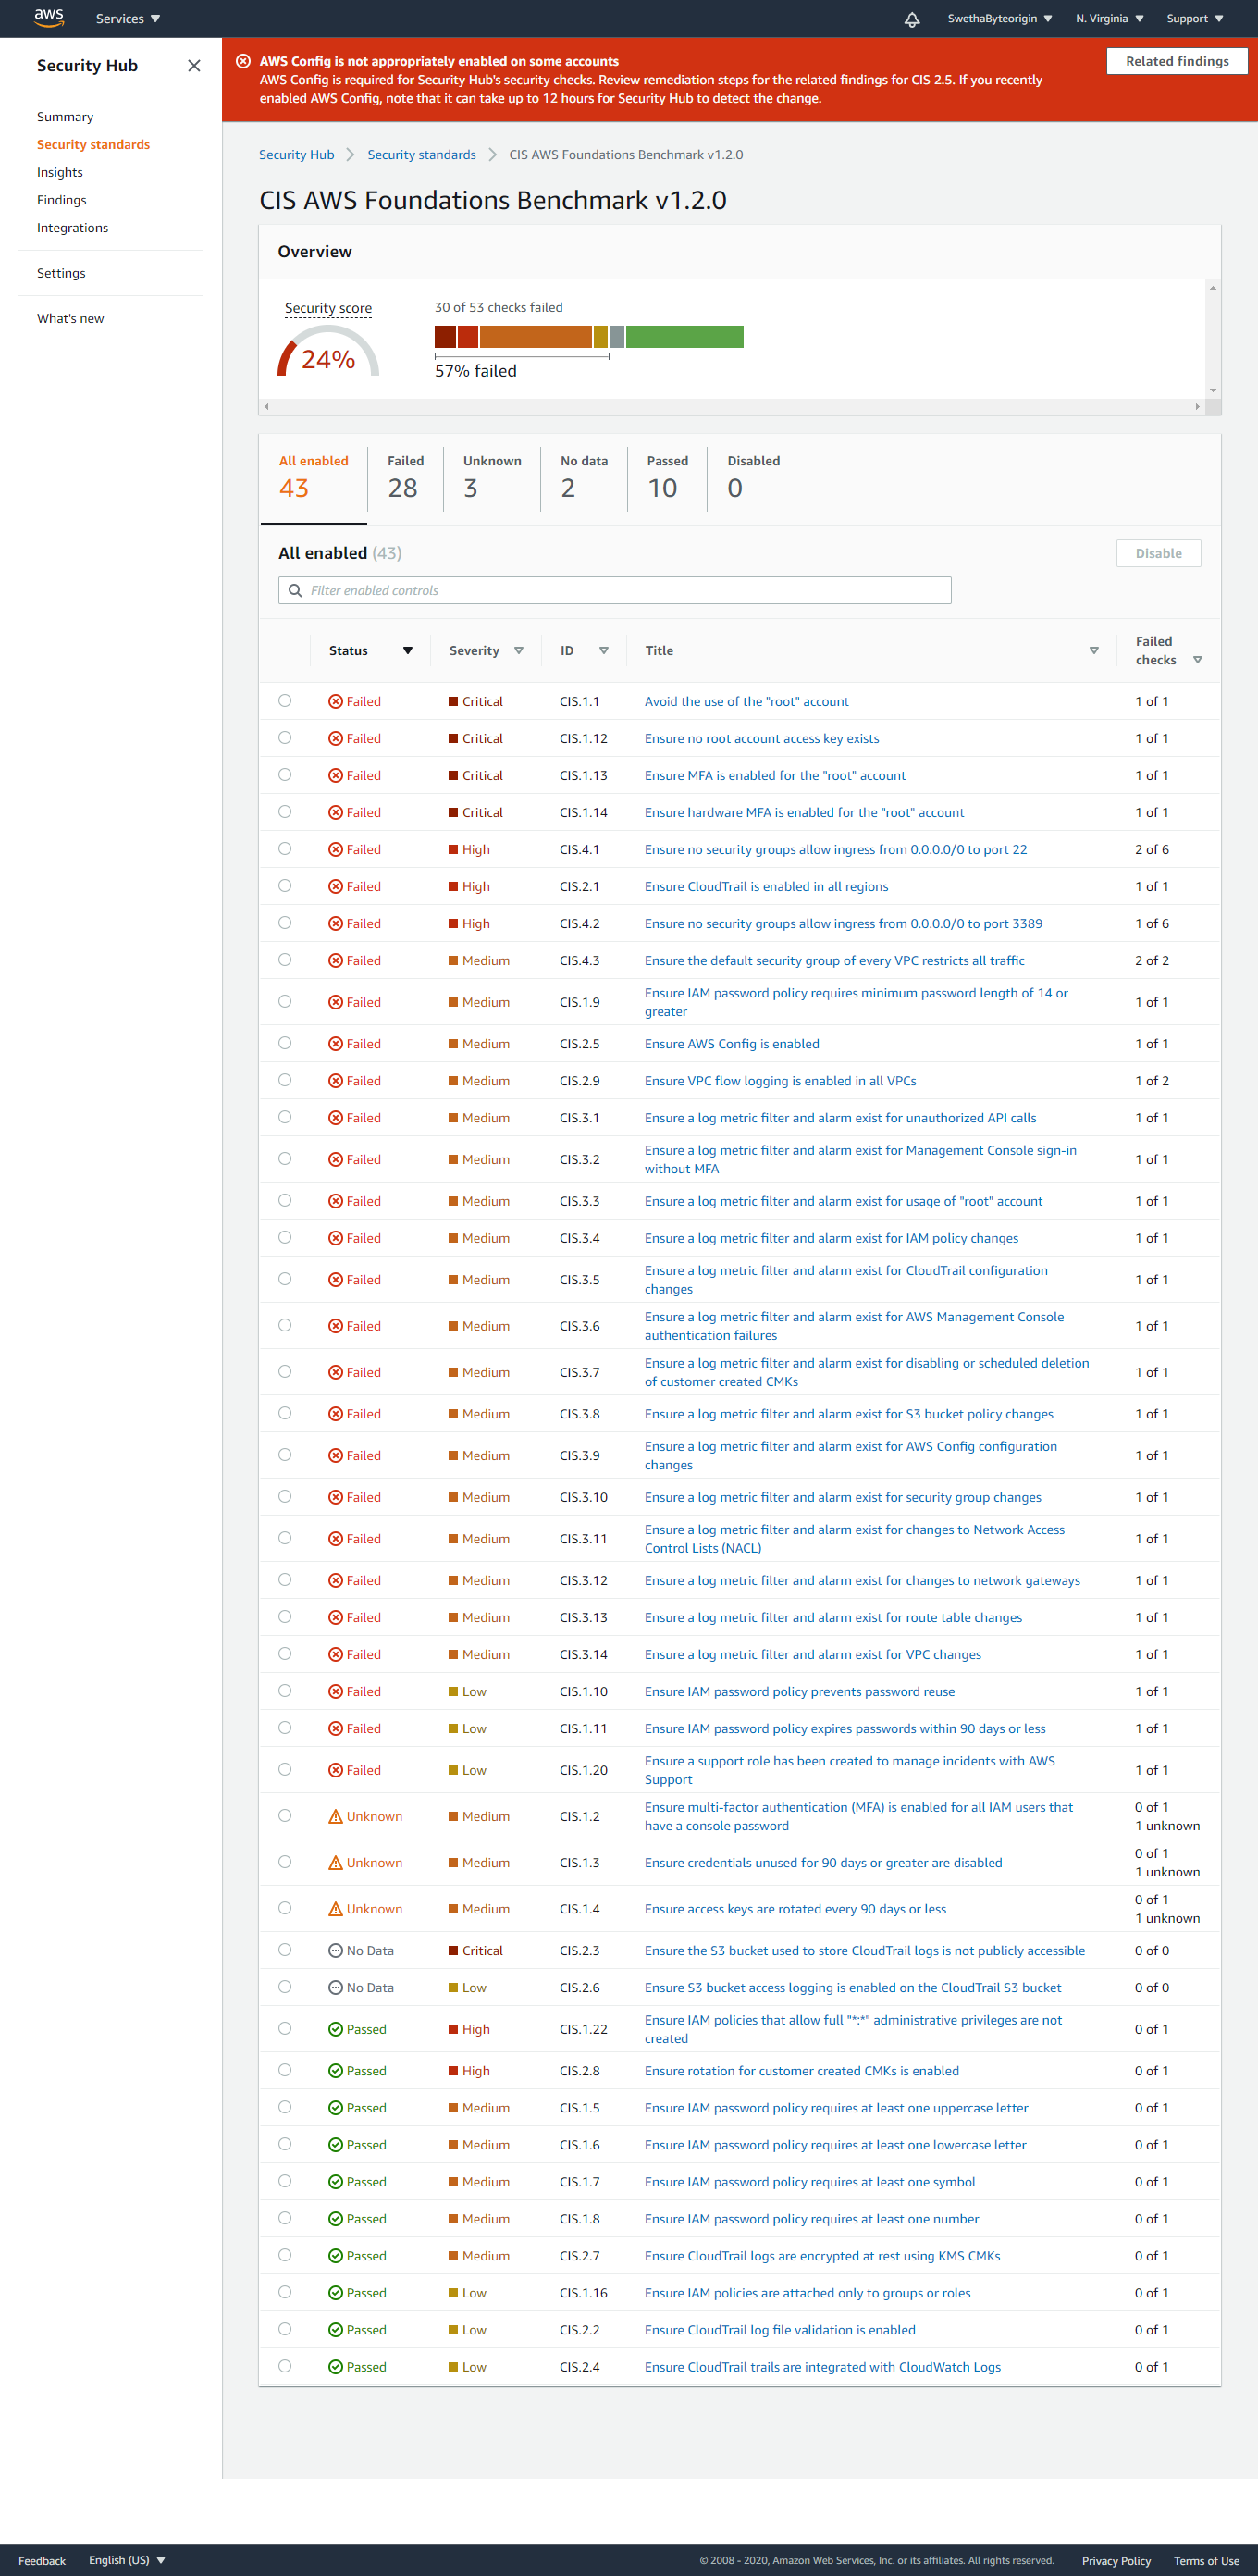 aws
Services
SwethaByteorigin
N. Virginia
Support
Security Hub
Summary
Security standards
Insights
Findings
Integrations
Settings
What's new
AWS Config is not appropriately enabled on some accounts
AWS Config is required for Security Hub's security checks. Review remediation steps for the related findings for CIS 2.5. If you recently
enabled AWS Config, note that it can take up to 12 hours for Security Hub to detect the change.
Related findings
Security Hub > Security standards > CIS AWS Foundations Benchmark v1.2.0
CIS AWS Foundations Benchmark v1.2.0
Overview
Security score
24%
30 of 53 checks failed
57% failed
All enabled
43
Failed
28
Unknown
3
No data
2
Passed
10
Disabled
0
All enabled (43)
Disable
Filter enabled controls
Status Severity ID Title Failed
checks
Failed Critical CIS.1.1 Avoid the use of the "root" account 1 of 1
Failed Critical CIS.1.12 Ensure no root account access key exists 1 of 1
Failed Critical CIS.1.13 Ensure MFA is enabled for the "root" account 1 of 1
Failed Critical CIS.1.14 Ensure hardware MFA is enabled for the "root" account 1 of 1
Failed High CIS.4.1 Ensure no security groups allow ingress from 0.0.0.0/0 to port 22 2 of 6
Failed High CIS.2.1 Ensure CloudTrail is enabled in all regions 1 of 1
Failed High CIS.4.2 Ensure no security groups allow ingress from 0.0.0.0/0 to port 3389 1 of 6
Failed Medium CIS.4.3 Ensure the default security group of every VPC restricts all traffic 2 of 2
Failed Medium CIS.1.9 Ensure IAM password policy requires minimum password length of 14 or
greater 1 of 1
Failed Medium CIS.2.5 Ensure AWS Config is enabled 1 of 1
Failed Medium CIS.2.9 Ensure VPC flow logging is enabled in all VPCs 1 of 2
Failed Medium CIS.3.1 Ensure a log metric filter and alarm exist for unauthorized API calls 1 of 1
Failed Medium CIS.3.2 Ensure a log metric filter and alarm exist for Management Console sign-in
without MFA 1 of 1
Failed Medium CIS.3.3 Ensure a log metric filter and alarm exist for usage of "root" account 1 of 1
Failed Medium CIS.3.4 Ensure a log metric filter and alarm exist for IAM policy changes 1 of 1
Failed Medium CIS.3.5 Ensure a log metric filter and alarm exist for CloudTrail configuration
changes 1 of 1
Failed Medium CIS.3.6 Ensure a log metric filter and alarm exist for AWS Management Console
authentication failures 1 of 1
Failed Medium CIS.3.7 Ensure a log metric filter and alarm exist for disabling or scheduled deletion
of customer created CMKs 1 of 1
Failed Medium CIS.3.8 Ensure a log metric filter and alarm exist for S3 bucket policy changes 1 of 1
Failed Medium CIS.3.9 Ensure a log metric filter and alarm exist for AWS Config configuration
changes 1 of 1
Failed Medium CIS.3.10 Ensure a log metric filter and alarm exist for security group changes 1 of 1
Failed Medium CIS.3.11 Ensure a log metric filter and alarm exist for changes to Network Access
Control Lists (NACL) 1 of 1
Failed Medium CIS.3.12 Ensure a log metric filter and alarm exist for changes to network gateways 1 of 1
Failed Medium CIS.3.13 Ensure a log metric filter and alarm exist for route table changes 1 of 1
Failed Medium CIS.3.14 Ensure a log metric filter and alarm exist for VPC changes 1 of 1
Failed Low CIS.1.10 Ensure IAM password policy prevents password reuse 1 of 1
Failed Low CIS.1.11 Ensure IAM password policy expires passwords within 90 days or less 1 of 1
Failed Low CIS.1.20 Ensure a support role has been created to manage incidents with AWS
Support 1 of 1
Unknown Medium CIS.1.2 Ensure multi-factor authentication (MFA) is enabled for all IAM users that 0 of 1
have a console password 1 unknown
Unknown Medium CIS.1.3 Ensure credentials unused for 90 days or greater are disabled 0 of 1
1 unknown
Unknown Medium CIS.1.4 Ensure access keys are rotated every 90 days or less 0 of 1
1 unknown
No Data Critical CIS.2.3 Ensure the S3 bucket used to store CloudTrail logs is not publicly accessible 0 of 0
No Data Low CIS.2.6 Ensure S3 bucket access logging is enabled on the CloudTrail S3 bucket 0 of 0
Passed High CIS.1.22 Ensure IAM policies that allow full "*:*" administrative privileges are not
created 0 of 1
Passed High CIS.2.8 Ensure rotation for customer created CMKs is enabled 0 of 1
Passed Medium CIS.1.5 Ensure IAM password policy requires at least one uppercase letter 0 of 1
Passed Medium CIS.1.6 Ensure IAM password policy requires at least one lowercase letter 0 of 1
Passed Medium CIS.1.7 Ensure IAM password policy requires at least one symbol 0 of 1
Passed Medium CIS.1.8 Ensure IAM password policy requires at least one number 0 of 1
Passed Medium CIS.2.7 Ensure CloudTrail logs are encrypted at rest using KMS CMKs 0 of 1
Passed Low CIS.1.16 Ensure IAM policies are attached only to groups or roles 0 of 1
Passed Low CIS.2.2 Ensure CloudTrail log file validation is enabled 0 of 1
Passed Low CIS.2.4 Ensure CloudTrail trails are integrated with CloudWatch Logs 0 of 1
Feedback English (US) © 2008 - 2020, Amazon Web Services, Inc. or its affiliates. All rights reserved. Privacy Policy Terms of Use